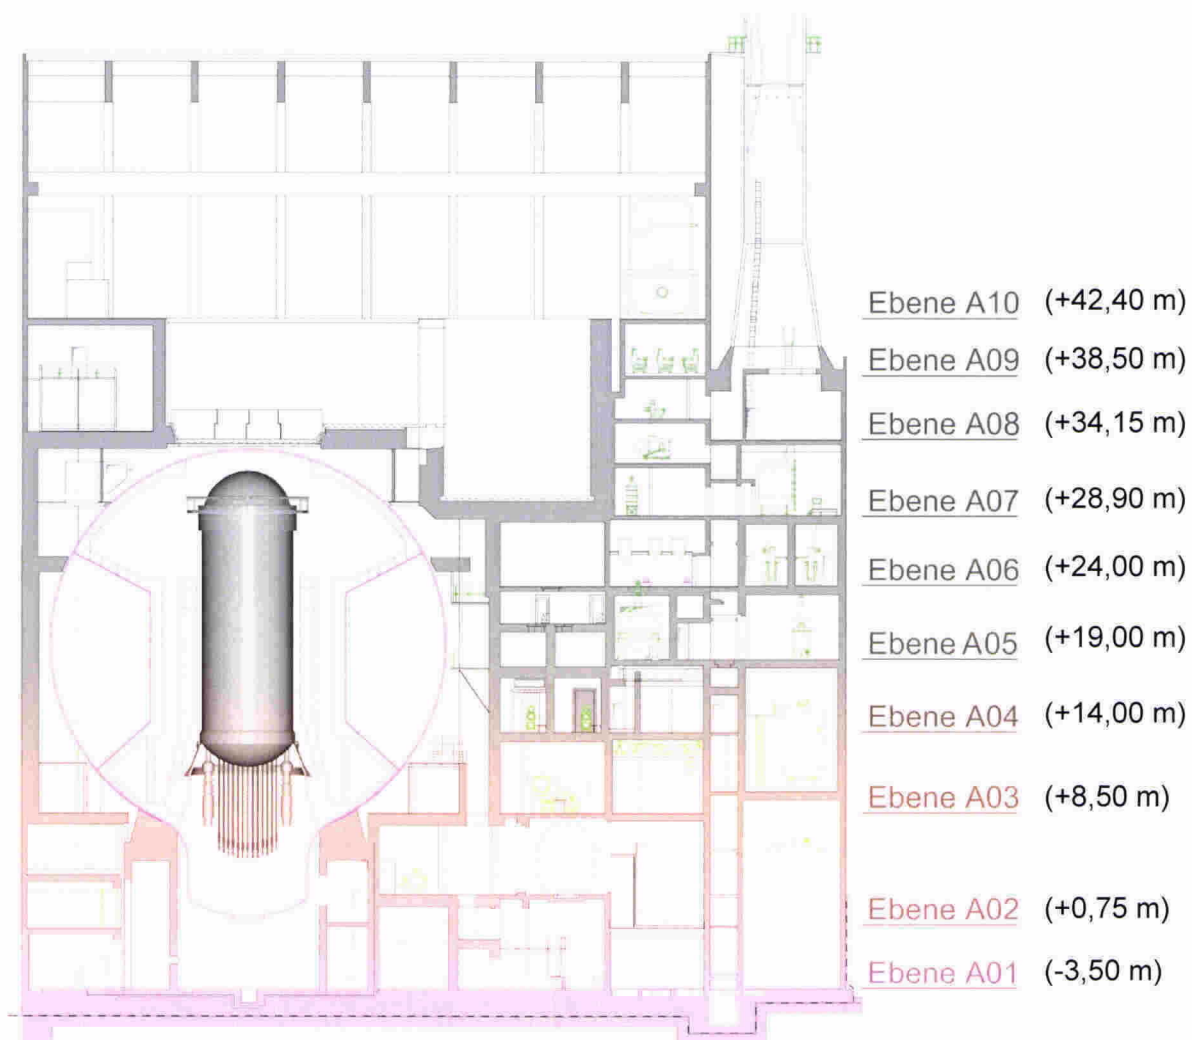 Ebene A10 (+42,40 m)
Ebene A09 (+38,50 m)
Ebene A08 (+34,15 m)
Ebene A07 (+28,90 m)
Ebene A06 (+24,00 m)
Ebene A05 (+19,00 m)
Ebene A04 (+14,00 m)
Ebene A03 (+8,50 m)
Ebene A02 (+0,75 m)
Ebene A01 (-3,50 m)